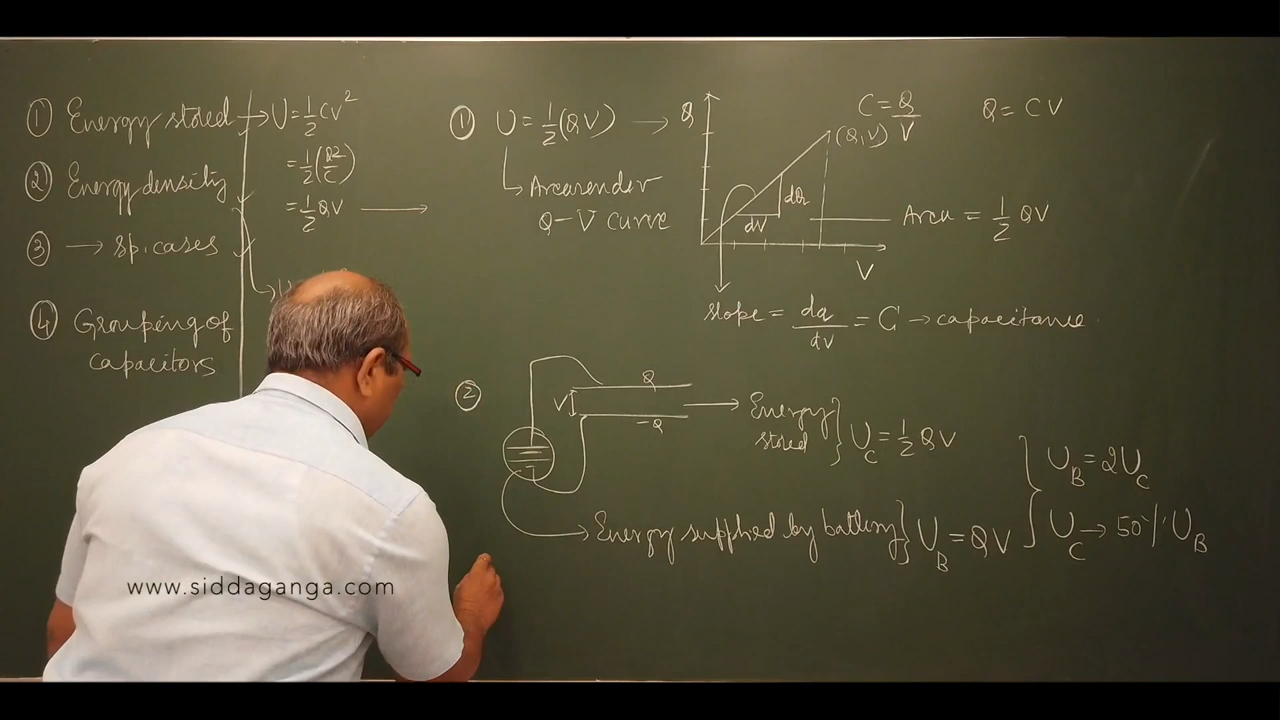 ① Energy stored → U = 1/2 CV²
② Energy density = 1/2 (Q²/C)
= 1/2 QV →
③ → Sp. cases
④ Grouping of
capacitors
① U = 1/2 (QV) →
→ Area under
Q – V curve
Q
C = Q/V
Q = CV
(Q, V)
dQ
dV
Area = 1/2 QV
V
slope = dq/dV = C → capacitance
②
V
Q
-Q
→ Energy
stored } U_C = 1/2 QV
→ Energy supplied by battery } U_B = QV
} U_B = 2U_C
U_C → 50% U_B
www.siddaganga.com